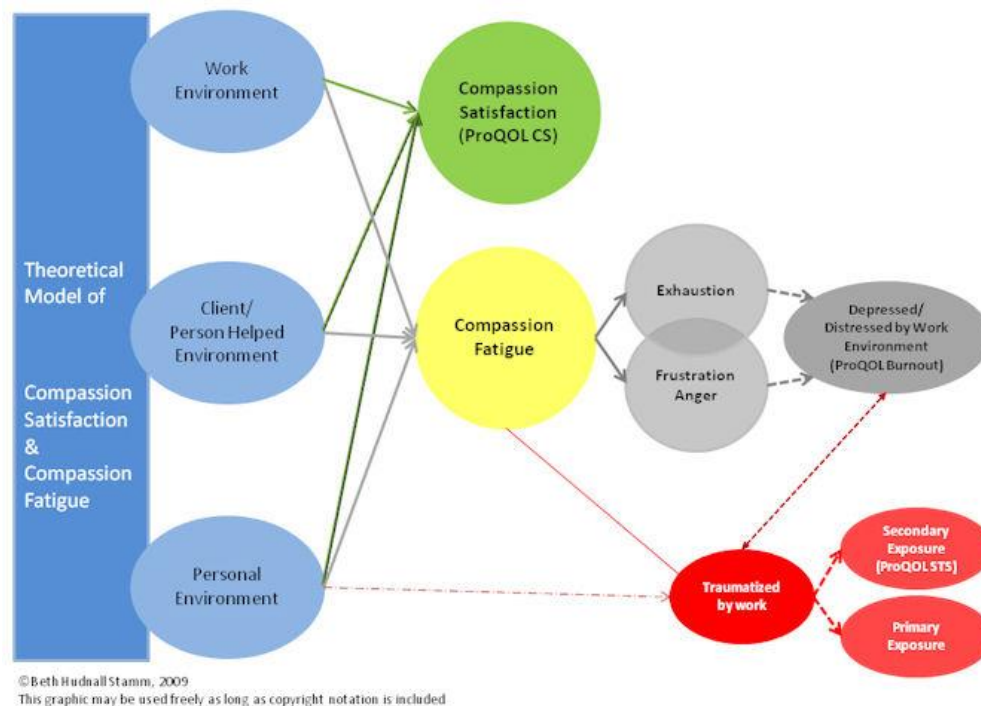 Theoretical
Model of
Compassion
Satisfaction
&
Compassion
Fatigue
Work
Environment
Client/
Person Helped
Environment
Personal
Environment
Compassion
Satisfaction
(ProQOL CS)
Compassion
Fatigue
Exhaustion
Frustration
Anger
Depressed/
Distressed by Work
Environment
(ProQOL Burnout)
Traumatized
by work
Secondary
Exposure
(ProQOL STS)
Primary
Exposure
©Beth Hudnall Stamm, 2009
This graphic may be used freely as long as copyright notation is included